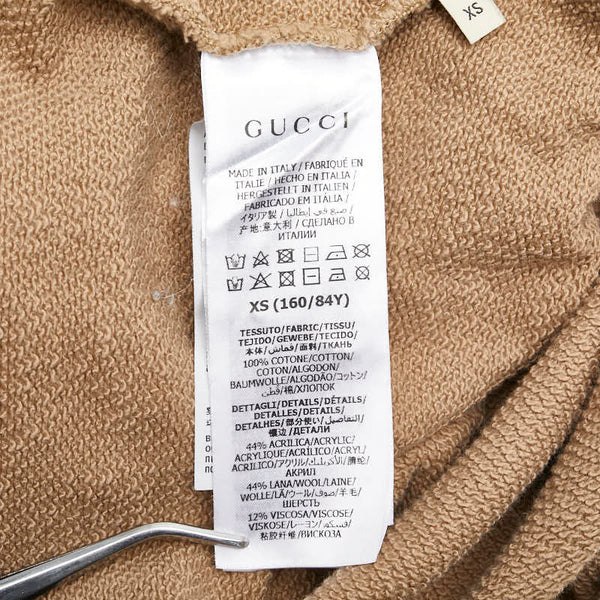 XS
GUCCI
MADE IN ITALY / FABRIQUÉ EN
ITALIE / HECHO EN ITALIA /
HERGESTELLT IN ITALIEN /
FABRICADO EM ITÁLIA /
イタリア製 / صنع في إيطاليا /
产地:意大利 / СДЕЛАНО В
ИТАЛИИ
XS (160/84Y)
TESSUTO/FABRIC/TISSU/
TEJIDO/GEWEBE/TECIDO/
本体/قماش/面料/ТКАНЬ
100% COTONE/COTTON/
COTON/ALGODON/
BAUMWOLLE/ALGODÃO/コットン/
قطن/棉/ХЛОПОК
DETTAGLI/DETAILS/DÉTAILS/
DETALLES/DETAILS/
DETALHES/部分使い/التفاصيل/
镶边/ДЕТАЛИ
44% ACRILICA/ACRYLIC/
ACRYLIQUE/ACRÍLICO/ACRYL/
ACRILICO/アクリル/الأكريليك/腈纶/
АКРИЛ
44% LANA/WOOL/LAINE/
WOLLE/LÃ/ウール/صوف/羊毛/
ШЕРСТЬ
12% VISCOSA/VISCOSE/
VISKOSE/レーヨン/فسكوز/
粘胶纤维/ВИСКОЗА